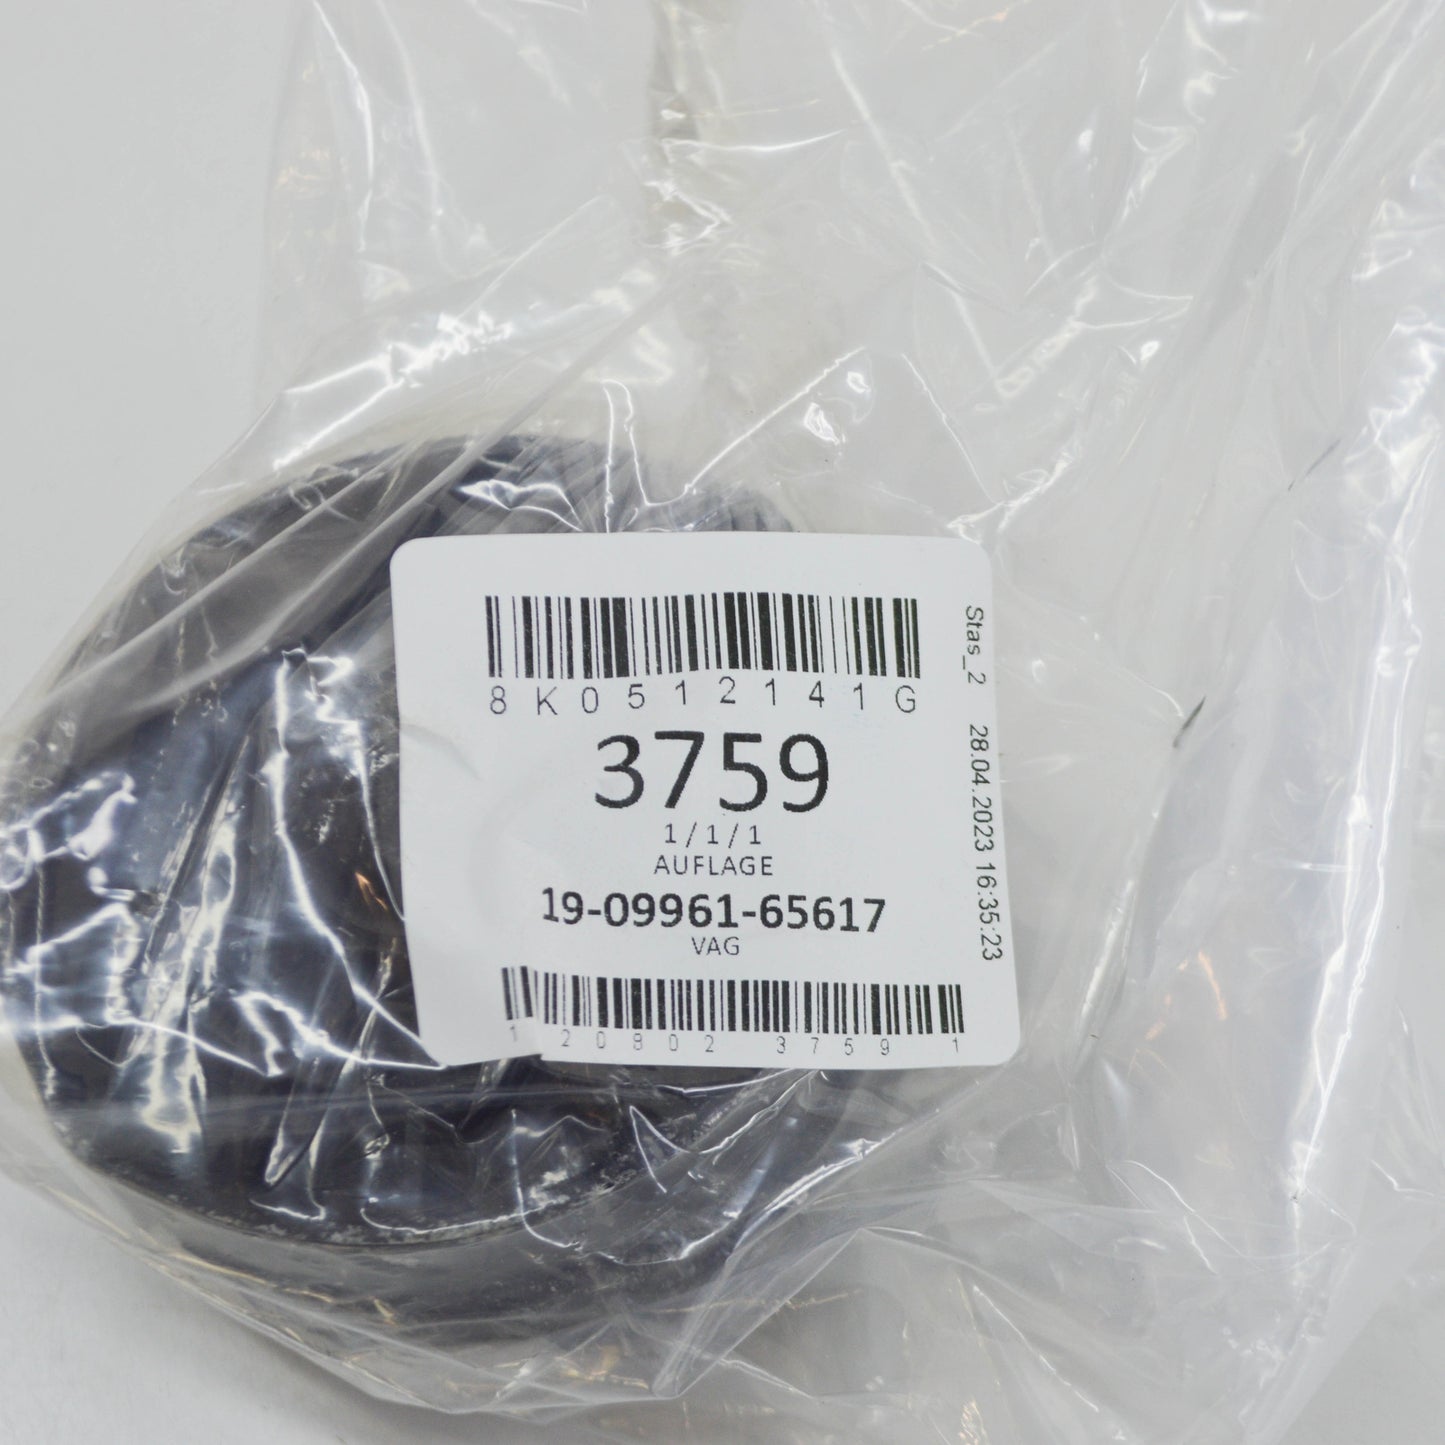 8K0512141G
3759
1/1/1
AUFLAGE
19-09961-65617
VAG
1 20802 3759 1
Stas_2 28.04.2023 16:35:23